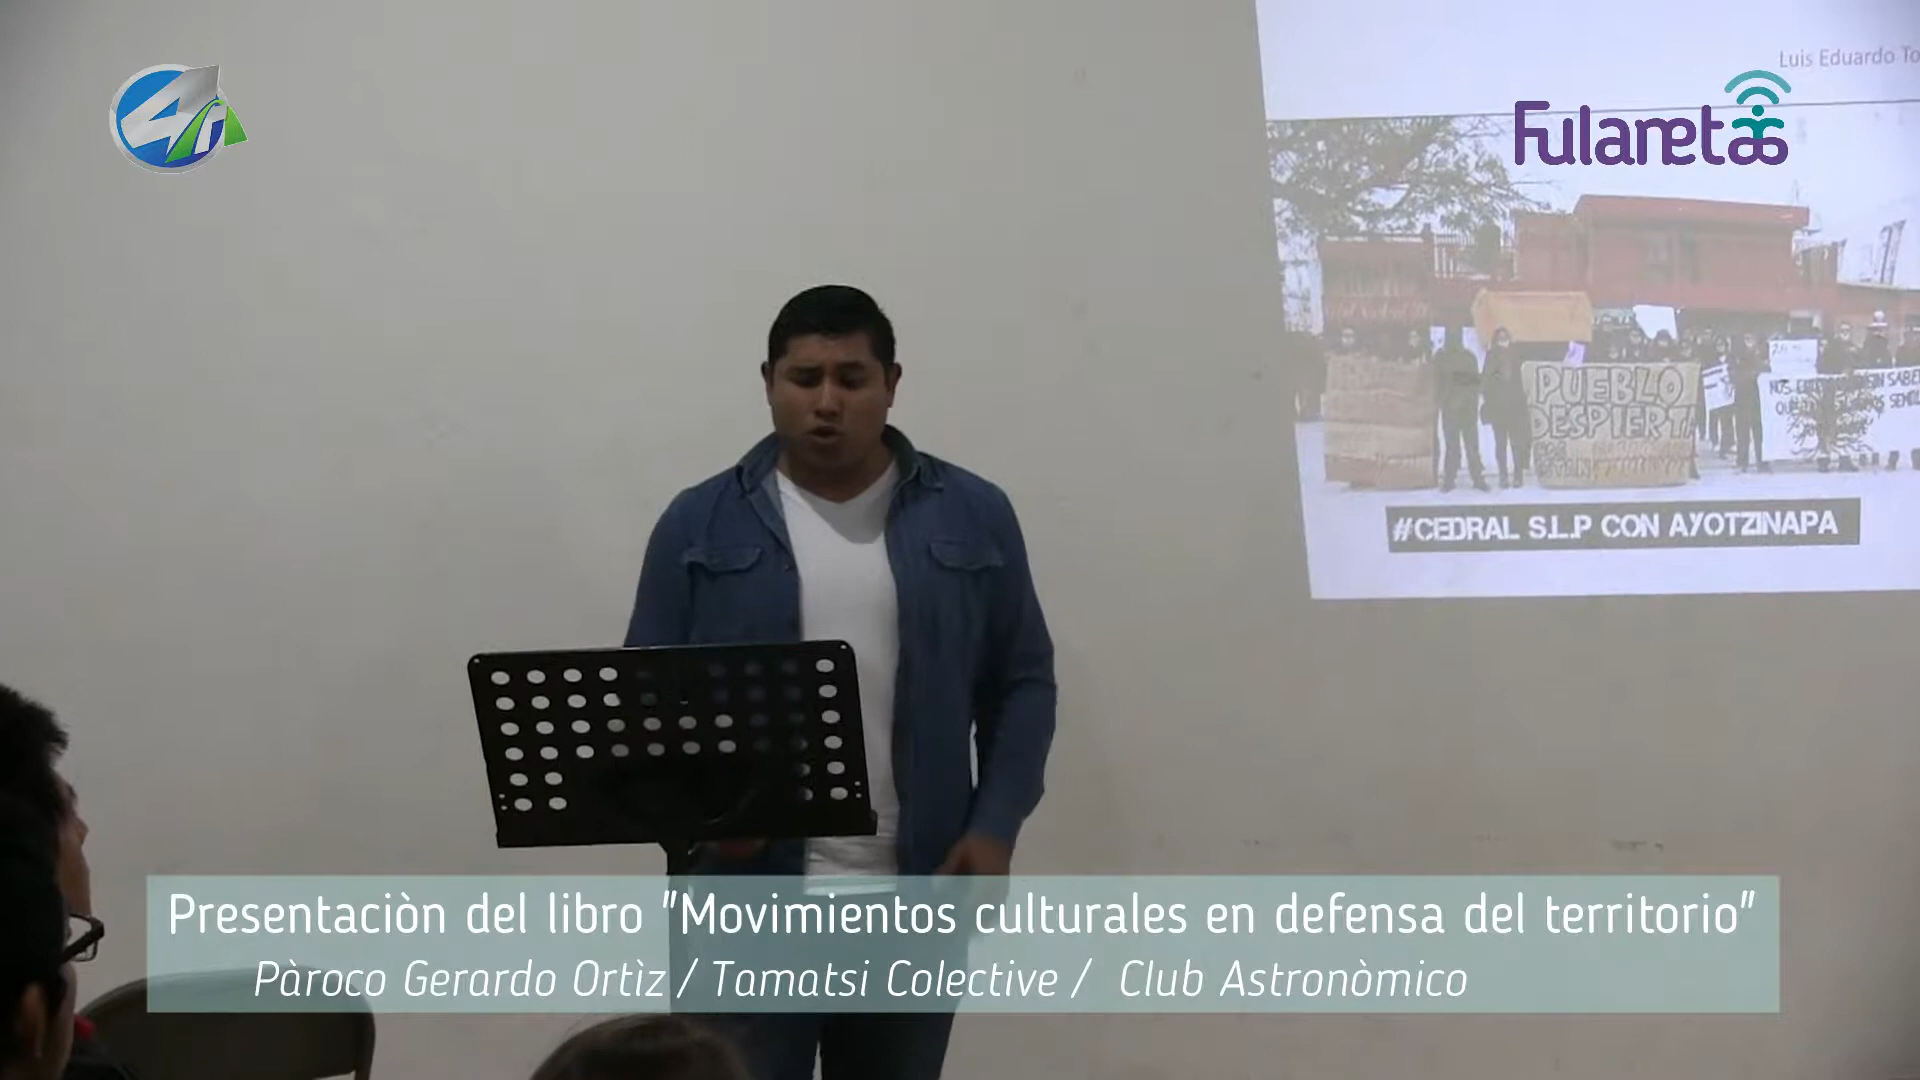 Luis Eduardo To
Fulanetas
PUEBLO
DESPIERTA
#CEDRAL S.L.P CON AYOTZINAPA
Presentaciòn del libro "Movimientos culturales en defensa del territorio"
Pàroco Gerardo Ortìz / Tamatsi Colective / Club Astronòmico